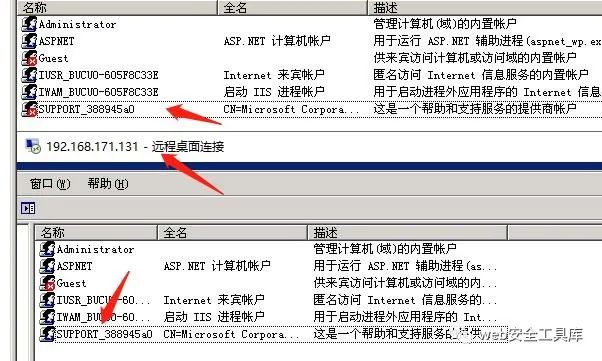 名称 全名 描述
Administrator 管理计算机(域)的内置帐户
ASPNET ASP.NET 计算机帐户 用于运行 ASP.NET 辅助进程(aspnet_wp.ex
Guest 供来宾访问计算机或访问域的内置帐户
IUSR_BUCUO-605F8C33E Internet 来宾帐户 匿名访问 Internet 信息服务的内置帐户
IWAM_BUCUO-605F8C33E 启动 IIS 进程帐户 用于启动进程外应用程序的 Internet 信
SUPPORT_388945a0 CN=Microsoft Corpora... 这是一个帮助和支持服务的提供商帐户
192.168.171.131 - 远程桌面连接
窗口(W) 帮助(H)
名称 全名 描述
Administrator 管理计算机(域)的内置帐户
ASPNET ASP.NET 计算机帐户 用于运行 ASP.NET 辅助进程(as...
Guest 供来宾访问计算机或访问域的内...
IUSR_BUCUO-60... Internet 来宾帐户 匿名访问 Internet 信息服务的...
IWAM_BUCUO-60... 启动 IIS 进程帐户 用于启动进程外应用程序的 Int...
SUPPORT_388945a0 CN=Microsoft Corpora... 这是一个帮助和支持服务的提供
web安全工具库